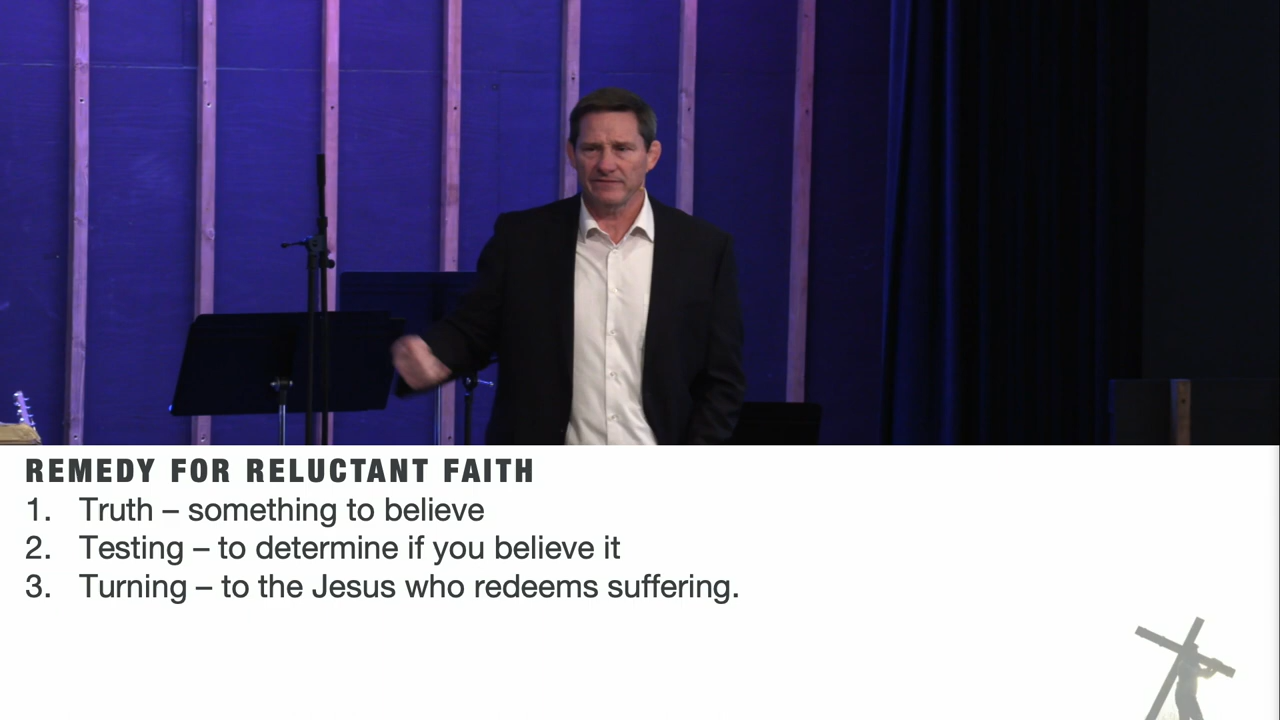 REMEDY FOR RELUCTANT FAITH
1. Truth – something to believe
2. Testing – to determine if you believe it
3. Turning – to the Jesus who redeems suffering.